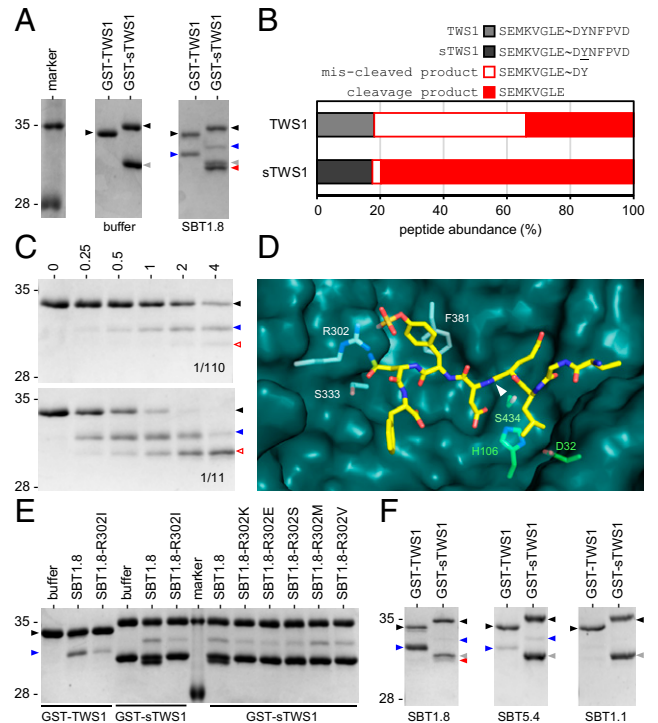 A
marker
GST-TWS1
GST-sTWS1
GST-TWS1
GST-sTWS1
35 -
28 -
buffer
SBT1.8
B
TWS1 SEMKVGLE~DYNFPVD
sTWS1 SEMKVGLE~DYNFPVD
mis-cleaved product SEMKVGLE~DY
cleavage product SEMKVGLE
TWS1
sTWS1
0 20 40 60 80 100
peptide abundance (%)
C
0 0.25 0.5 1 2 4
35 -
28 -
1/110
35 -
28 -
1/11
D
R302
F381
S333
S434
H106
D32
E
buffer
SBT1.8
SBT1.8-R302I
buffer
SBT1.8
SBT1.8-R302I
marker
SBT1.8
SBT1.8-R302K
SBT1.8-R302E
SBT1.8-R302S
SBT1.8-R302M
SBT1.8-R302V
35 -
28 -
GST-TWS1
GST-sTWS1
GST-sTWS1
F
GST-TWS1
GST-sTWS1
GST-TWS1
GST-sTWS1
GST-TWS1
GST-sTWS1
35 -
28 -
SBT1.8
SBT5.4
SBT1.1